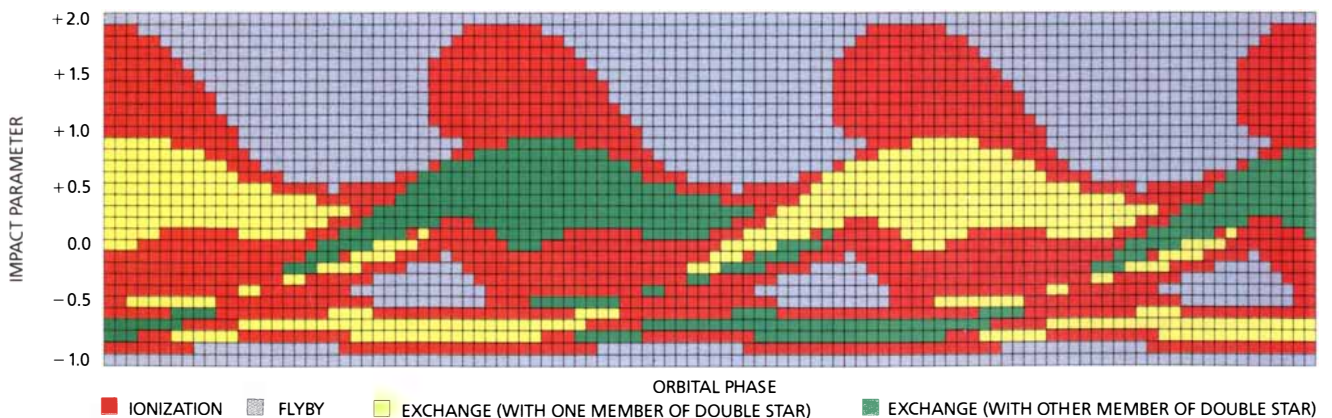 +2.0
+1.5
+1.0
+0.5
0.0
−0.5
−1.0
IMPACT PARAMETER
ORBITAL PHASE
IONIZATION FLYBY EXCHANGE (WITH ONE MEMBER OF DOUBLE STAR) EXCHANGE (WITH OTHER MEMBER OF DOUBLE STAR)